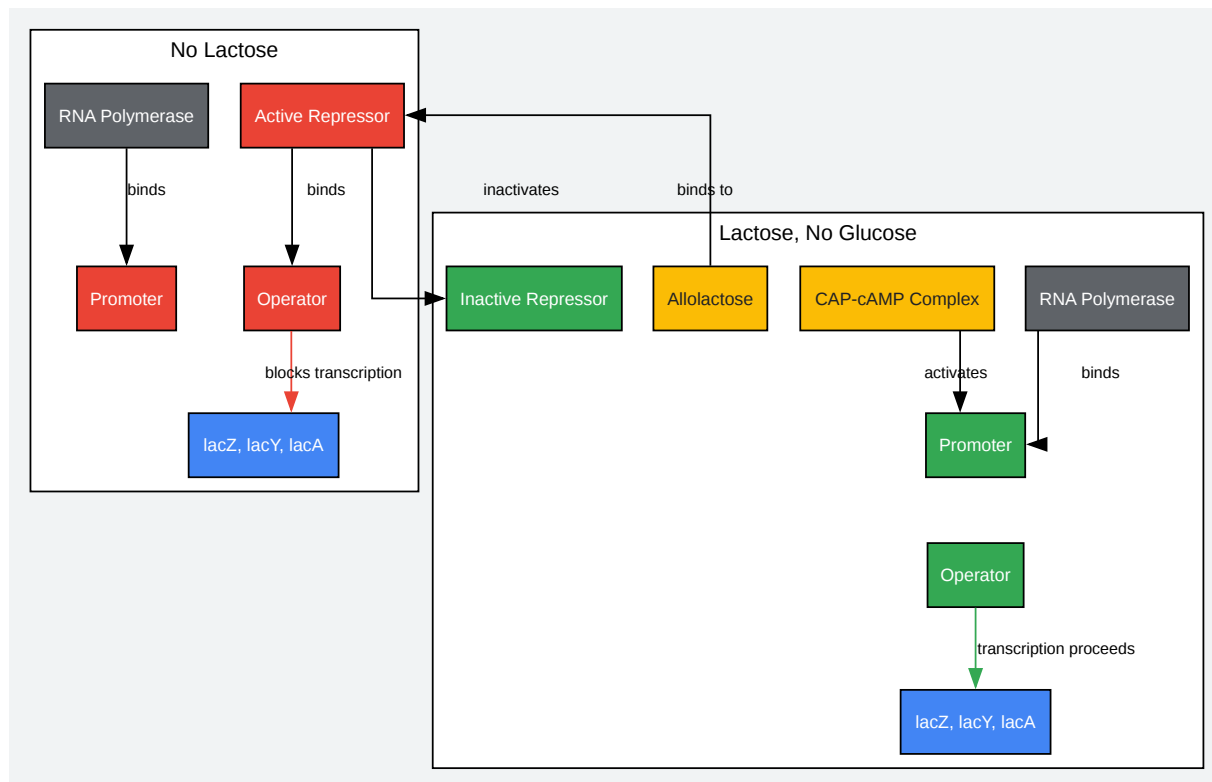 No Lactose
RNA Polymerase
Active Repressor
binds
binds
inactivates
binds to
Lactose, No Glucose
Promoter
Operator
Inactive Repressor
Allolactose
CAP-cAMP Complex
RNA Polymerase
blocks transcription
activates
binds
lacZ, lacY, lacA
Promoter
Operator
transcription proceeds
lacZ, lacY, lacA